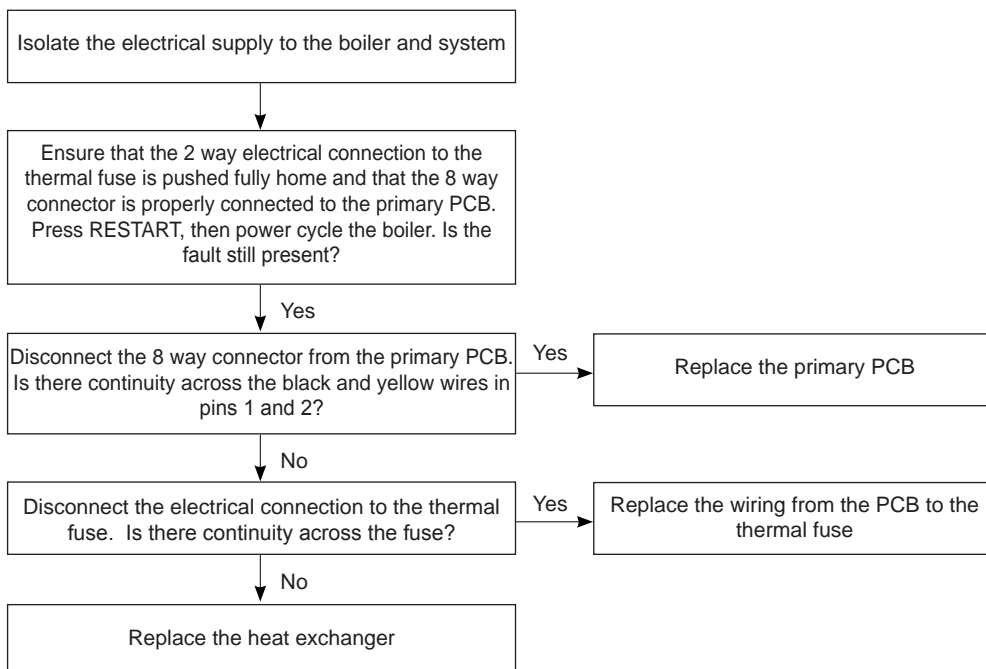 Isolate the electrical supply to the boiler and system
Ensure that the 2 way electrical connection to the
thermal fuse is pushed fully home and that the 8 way
connector is properly connected to the primary PCB.
Press RESTART, then power cycle the boiler. Is the
fault still present?
Yes
Disconnect the 8 way connector from the primary PCB.
Is there continuity across the black and yellow wires in
pins 1 and 2?
Yes
Replace the primary PCB
No
Disconnect the electrical connection to the thermal
fuse.  Is there continuity across the fuse?
Yes
Replace the wiring from the PCB to the
thermal fuse
No
Replace the heat exchanger